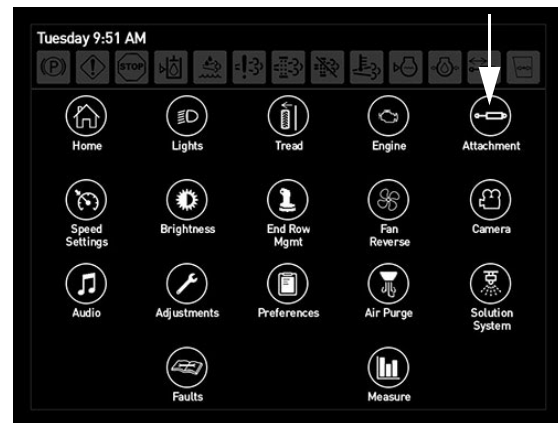 Tuesday 9:51 AM
(P) STOP
Home Lights Tread Engine Attachment
Speed Settings Brightness End Row Mgmt Fan Reverse Camera
Audio Adjustments Preferences Air Purge Solution System
Faults Measure